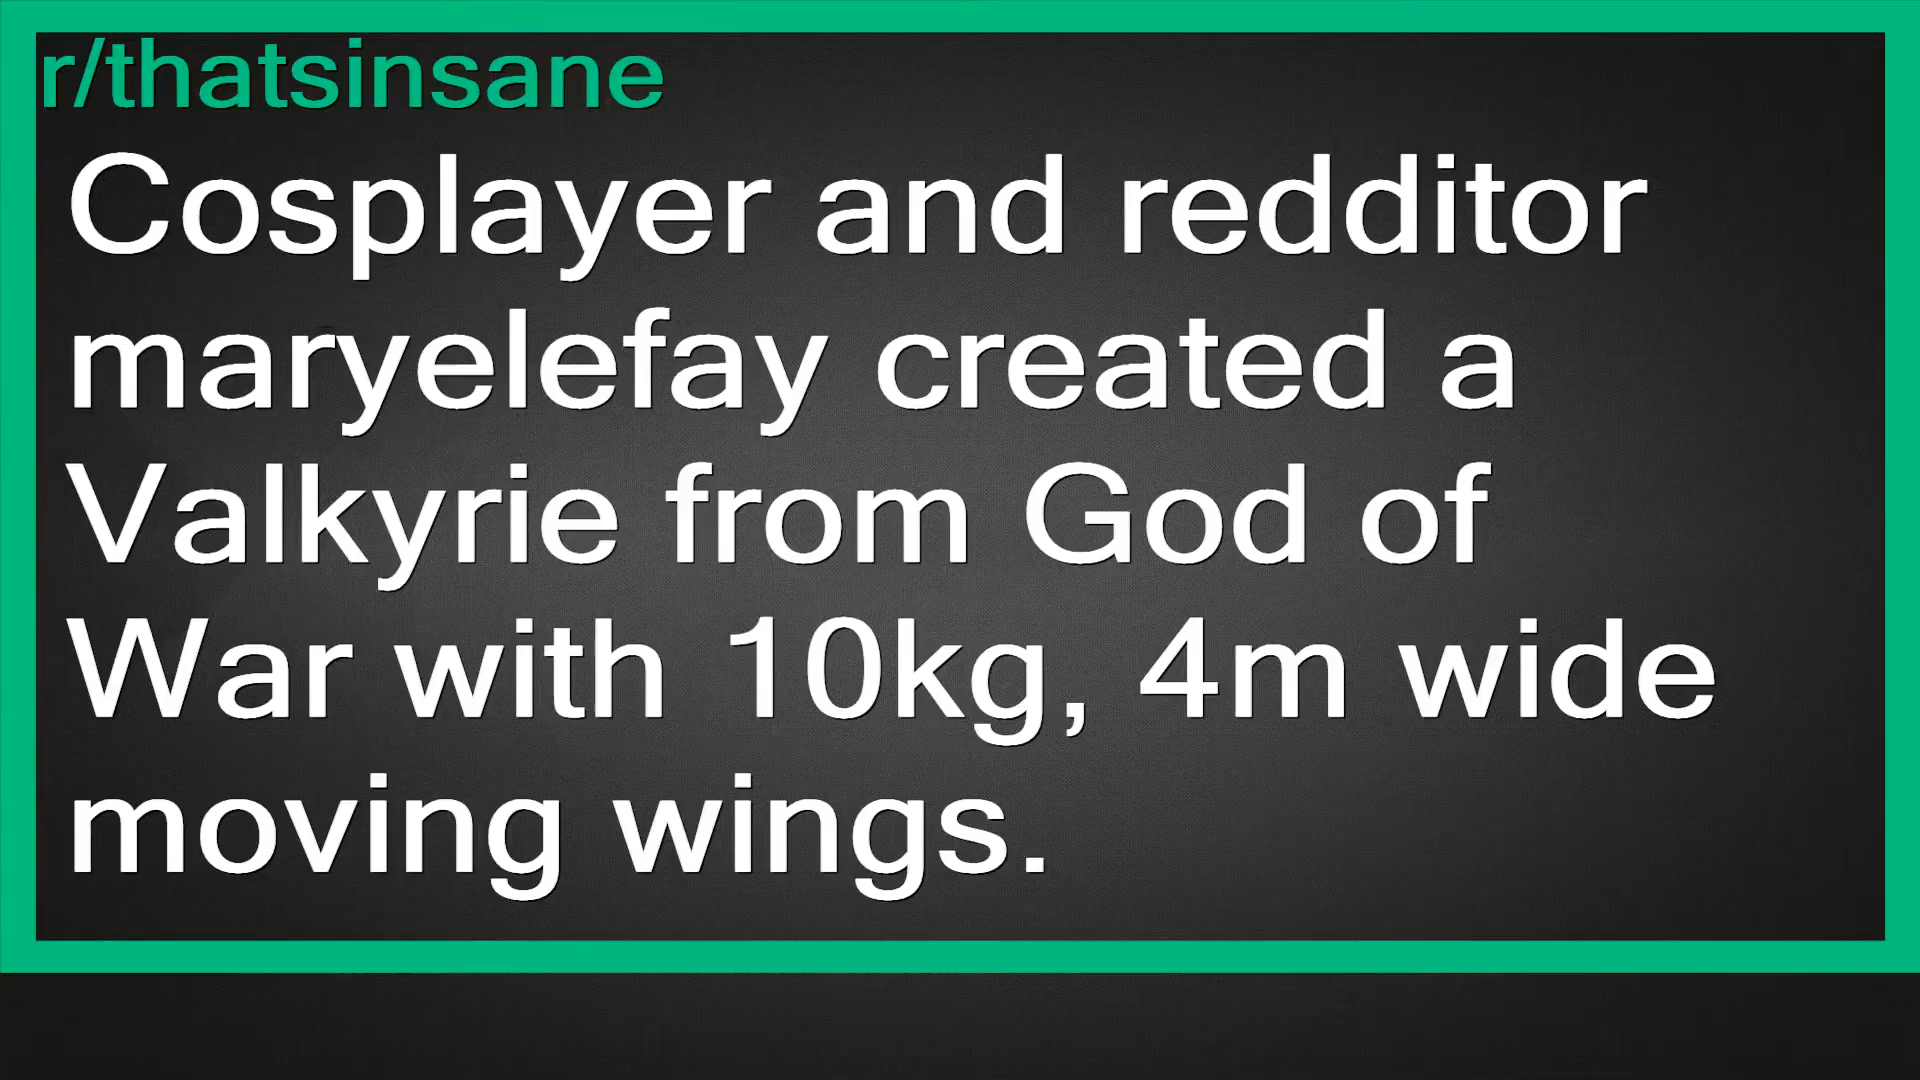 r/thatsinsane
Cosplayer and redditor
maryelefay created a
Valkyrie from God of
War with 10kg, 4m wide
moving wings.